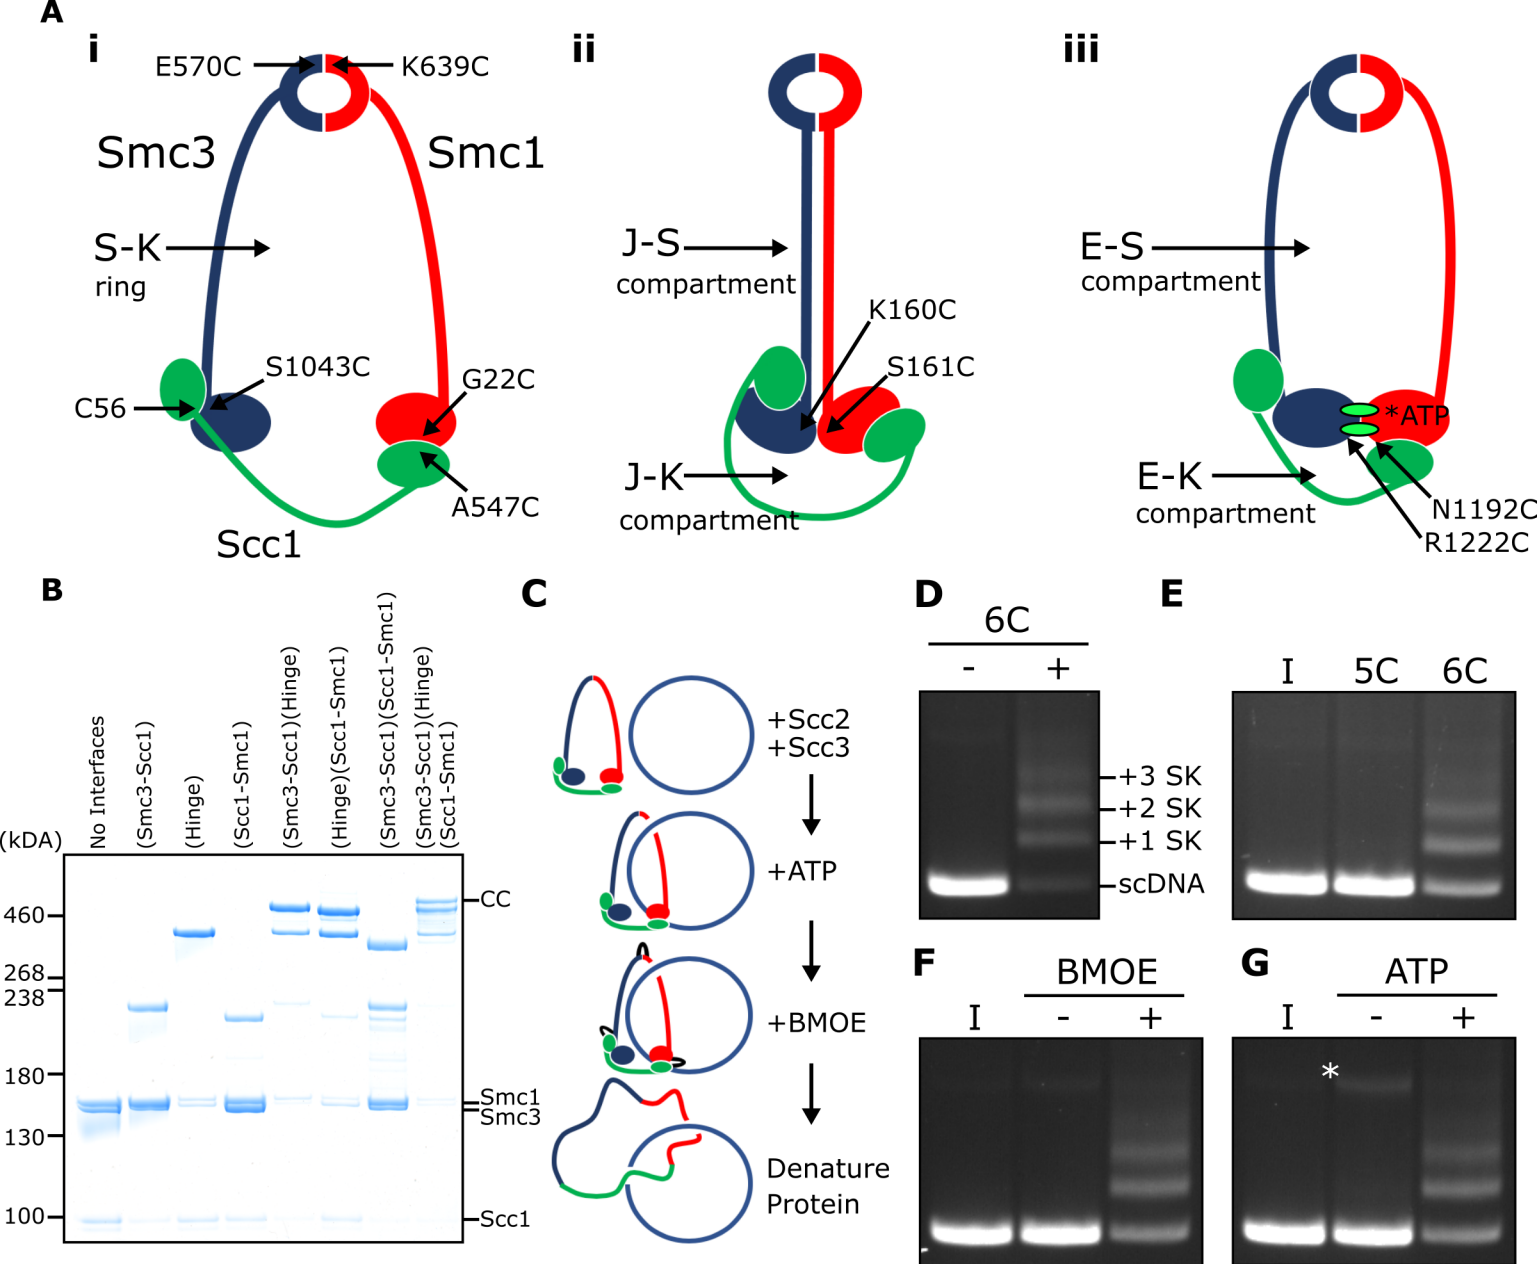 A
i
E570C
K639C
Smc3
Smc1
S-K
ring
S1043C
C56
G22C
A547C
Scc1
ii
J-S
compartment
K160C
S161C
J-K
compartment
iii
E-S
compartment
*ATP
E-K
compartment
N1192C
R1222C
B
(kDA)
No Interfaces
(Smc3-Scc1)
(Hinge)
(Scc1-Smc1)
(Smc3-Scc1)(Hinge)
(Hinge)(Scc1-Smc1)
(Smc3-Scc1)(Scc1-Smc1)
(Smc3-Scc1)(Hinge)
(Scc1-Smc1)
460
268
238
180
130
100
CC
Smc1
Smc3
Scc1
C
+Scc2
+Scc3
+ATP
+BMOE
Denature
Protein
D
6C
- +
+3 SK
+2 SK
+1 SK
scDNA
E
I 5C 6C
F
BMOE
I - +
G
ATP
I - +
*